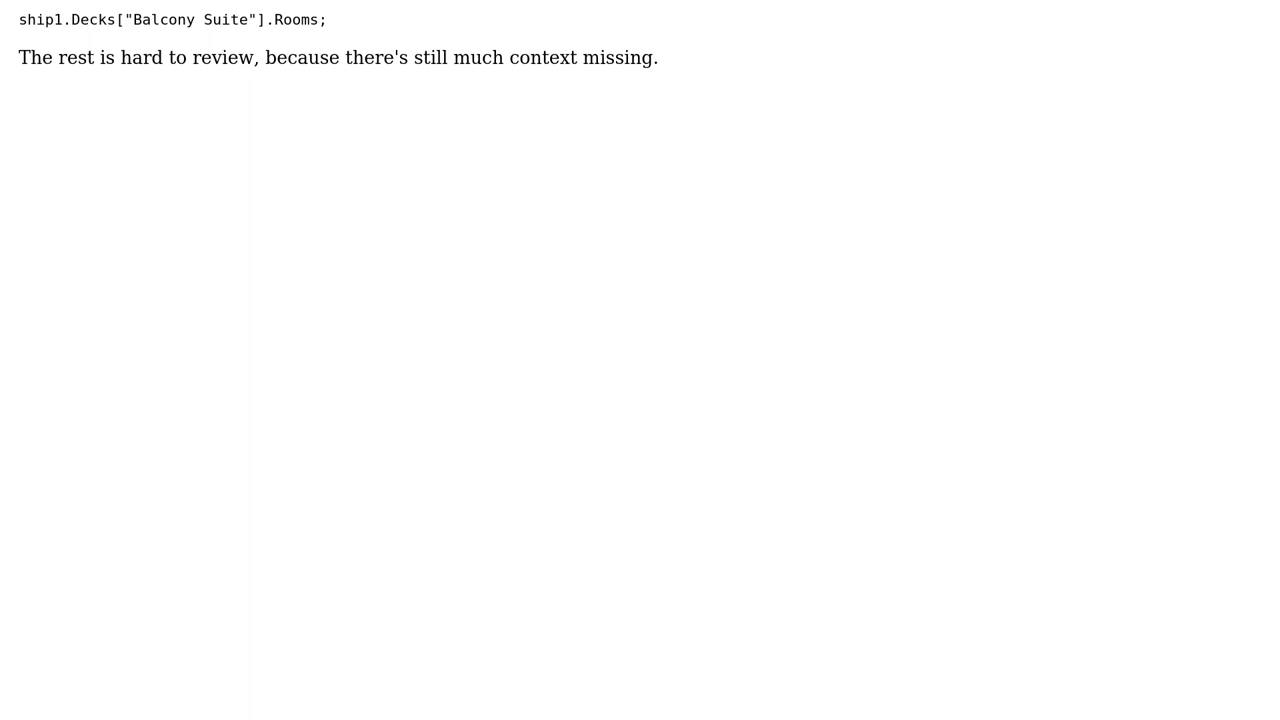 ship1.Decks["Balcony Suite"].Rooms;
The rest is hard to review, because there's still much context missing.